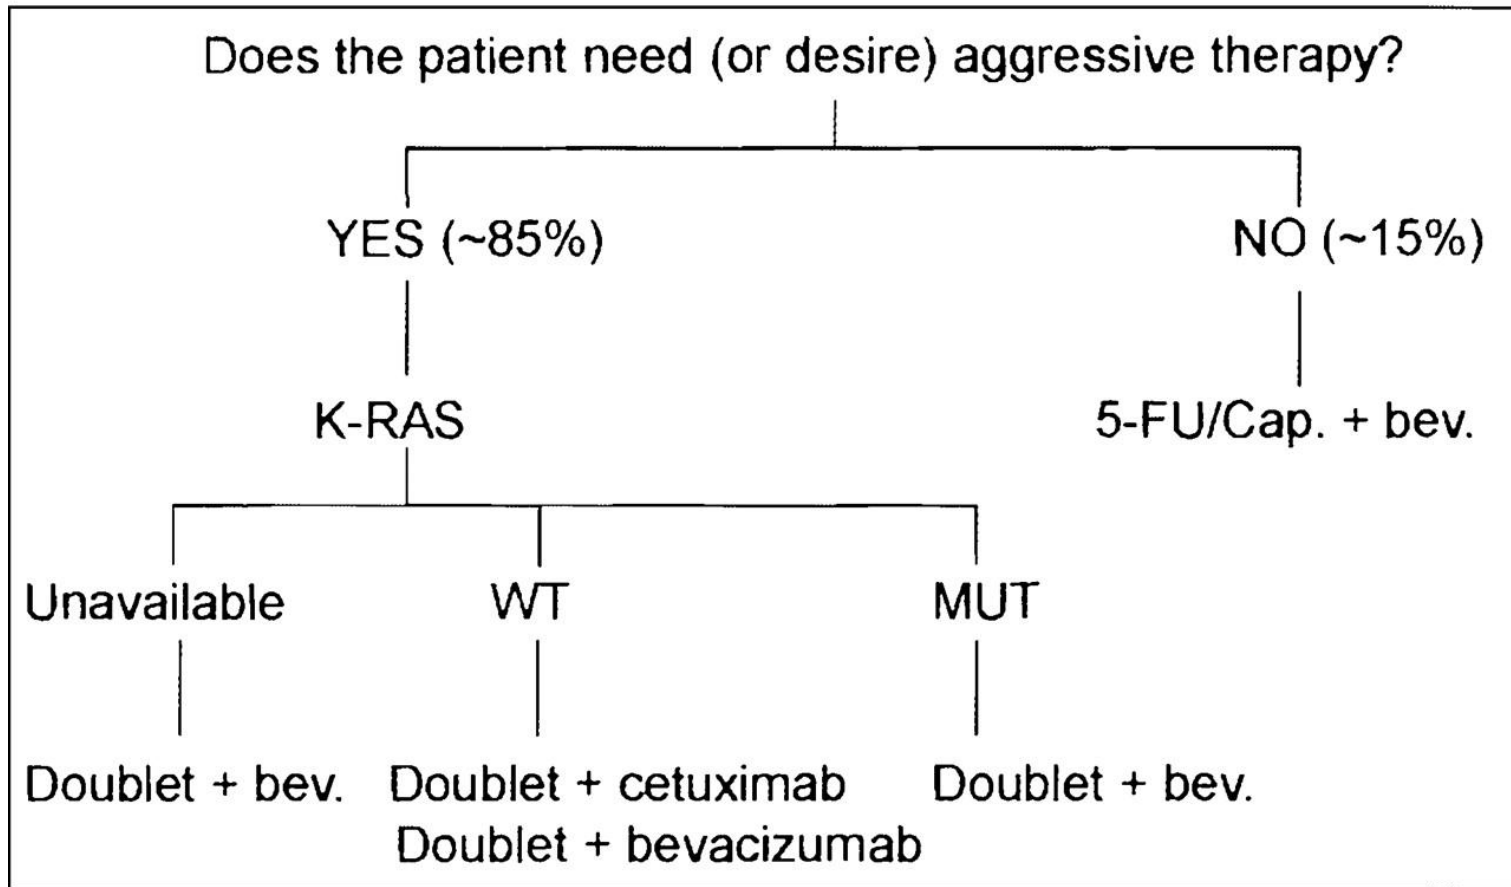 Does the patient need (or desire) aggressive therapy?
YES (~85%)
NO (~15%)
K-RAS
5-FU/Cap. + bev.
Unavailable
WT
MUT
Doublet + bev.
Doublet + cetuximab
Doublet + bevacizumab
Doublet + bev.